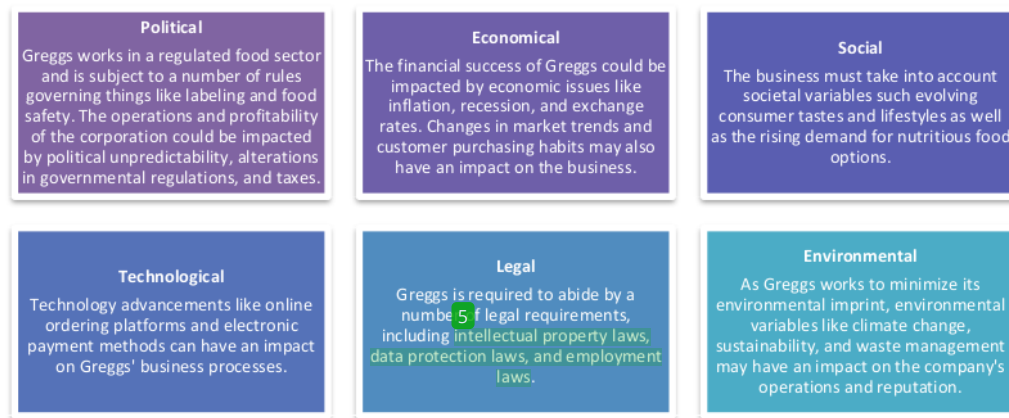 Political
Greggs works in a regulated food sector
and is subject to a number of rules
governing things like labeling and food
safety. The operations and profitability
of the corporation could be impacted
by political unpredictability, alterations
in governmental regulations, and taxes.
Economical
The financial success of Greggs could be
impacted by economic issues like
inflation, recession, and exchange
rates. Changes in market trends and
customer purchasing habits may also
have an impact on the business.
Social
The business must take into account
societal variables such evolving
consumer tastes and lifestyles as well
as the rising demand for nutritious food
options.
Technological
Technology advancements like online
ordering platforms and electronic
payment methods can have an impact
on Greggs' business processes.
Legal
Greggs is required to abide by a
number of legal requirements,
5
including intellectual property laws,
data protection laws, and employment
laws.
Environmental
As Greggs works to minimize its
environmental imprint, environmental
variables like climate change,
sustainability, and waste management
may have an impact on the company's
operations and reputation.